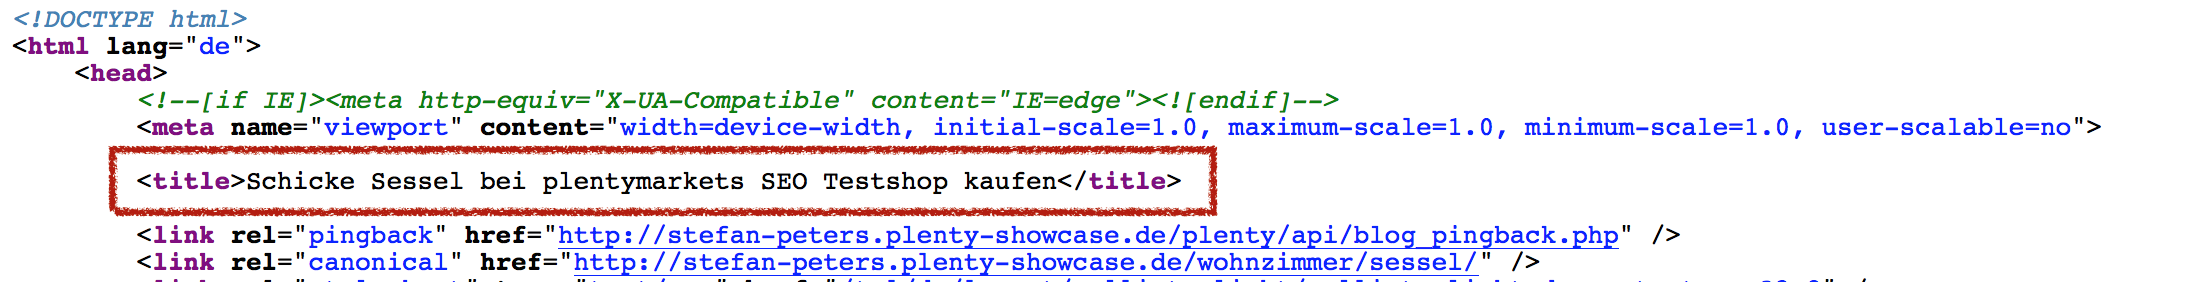 <!DOCTYPE html>
<html lang="de">
<head>
<!--[if IE]><meta http-equiv="X-UA-Compatible" content="IE=edge"><![endif]-->
<meta name="viewport" content="width=device-width, initial-scale=1.0, maximum-scale=1.0, minimum-scale=1.0, user-scalable=no">
<title>Schicke Sessel bei plentymarkets SEO Testshop kaufen</title>
<link rel="pingback" href="http://stefan-peters.plenty-showcase.de/plenty/api/blog_pingback.php" />
<link rel="canonical" href="http://stefan-peters.plenty-showcase.de/wohnzimmer/sessel/" />